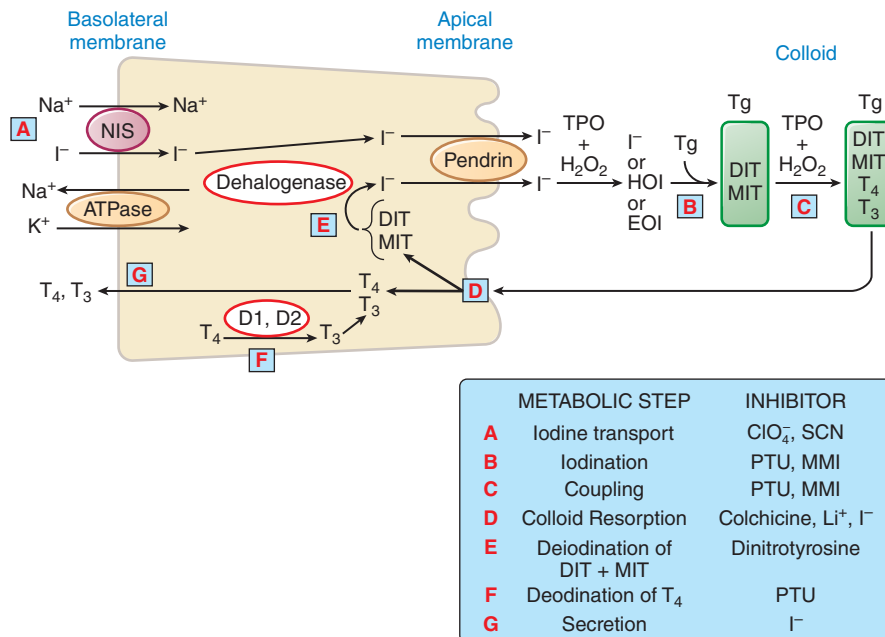 Basolateral
membrane
Apical
membrane
Colloid
A
Na⁺ Na⁺
NIS
I⁻ I⁻ I⁻ I⁻
Pendrin
Na⁺
ATPase
K⁺
Dehalogenase
I⁻ I⁻
E
DIT
MIT
TPO
+
H₂O₂
I⁻
or
HOI
or
EOI
Tg
B
Tg
DIT
MIT
TPO
+
H₂O₂
C
Tg
DIT
MIT
T₄
T₃
D
G
T₄, T₃
T₄
T₃
D1, D2
T₄ T₃
F
METABOLIC STEP INHIBITOR
A Iodine transport ClO₄⁻, SCN
B Iodination PTU, MMI
C Coupling PTU, MMI
D Colloid Resorption Colchicine, Li⁺, I⁻
E Deiodination of Dinitrotyrosine
DIT + MIT
F Deodination of T₄ PTU
G Secretion I⁻